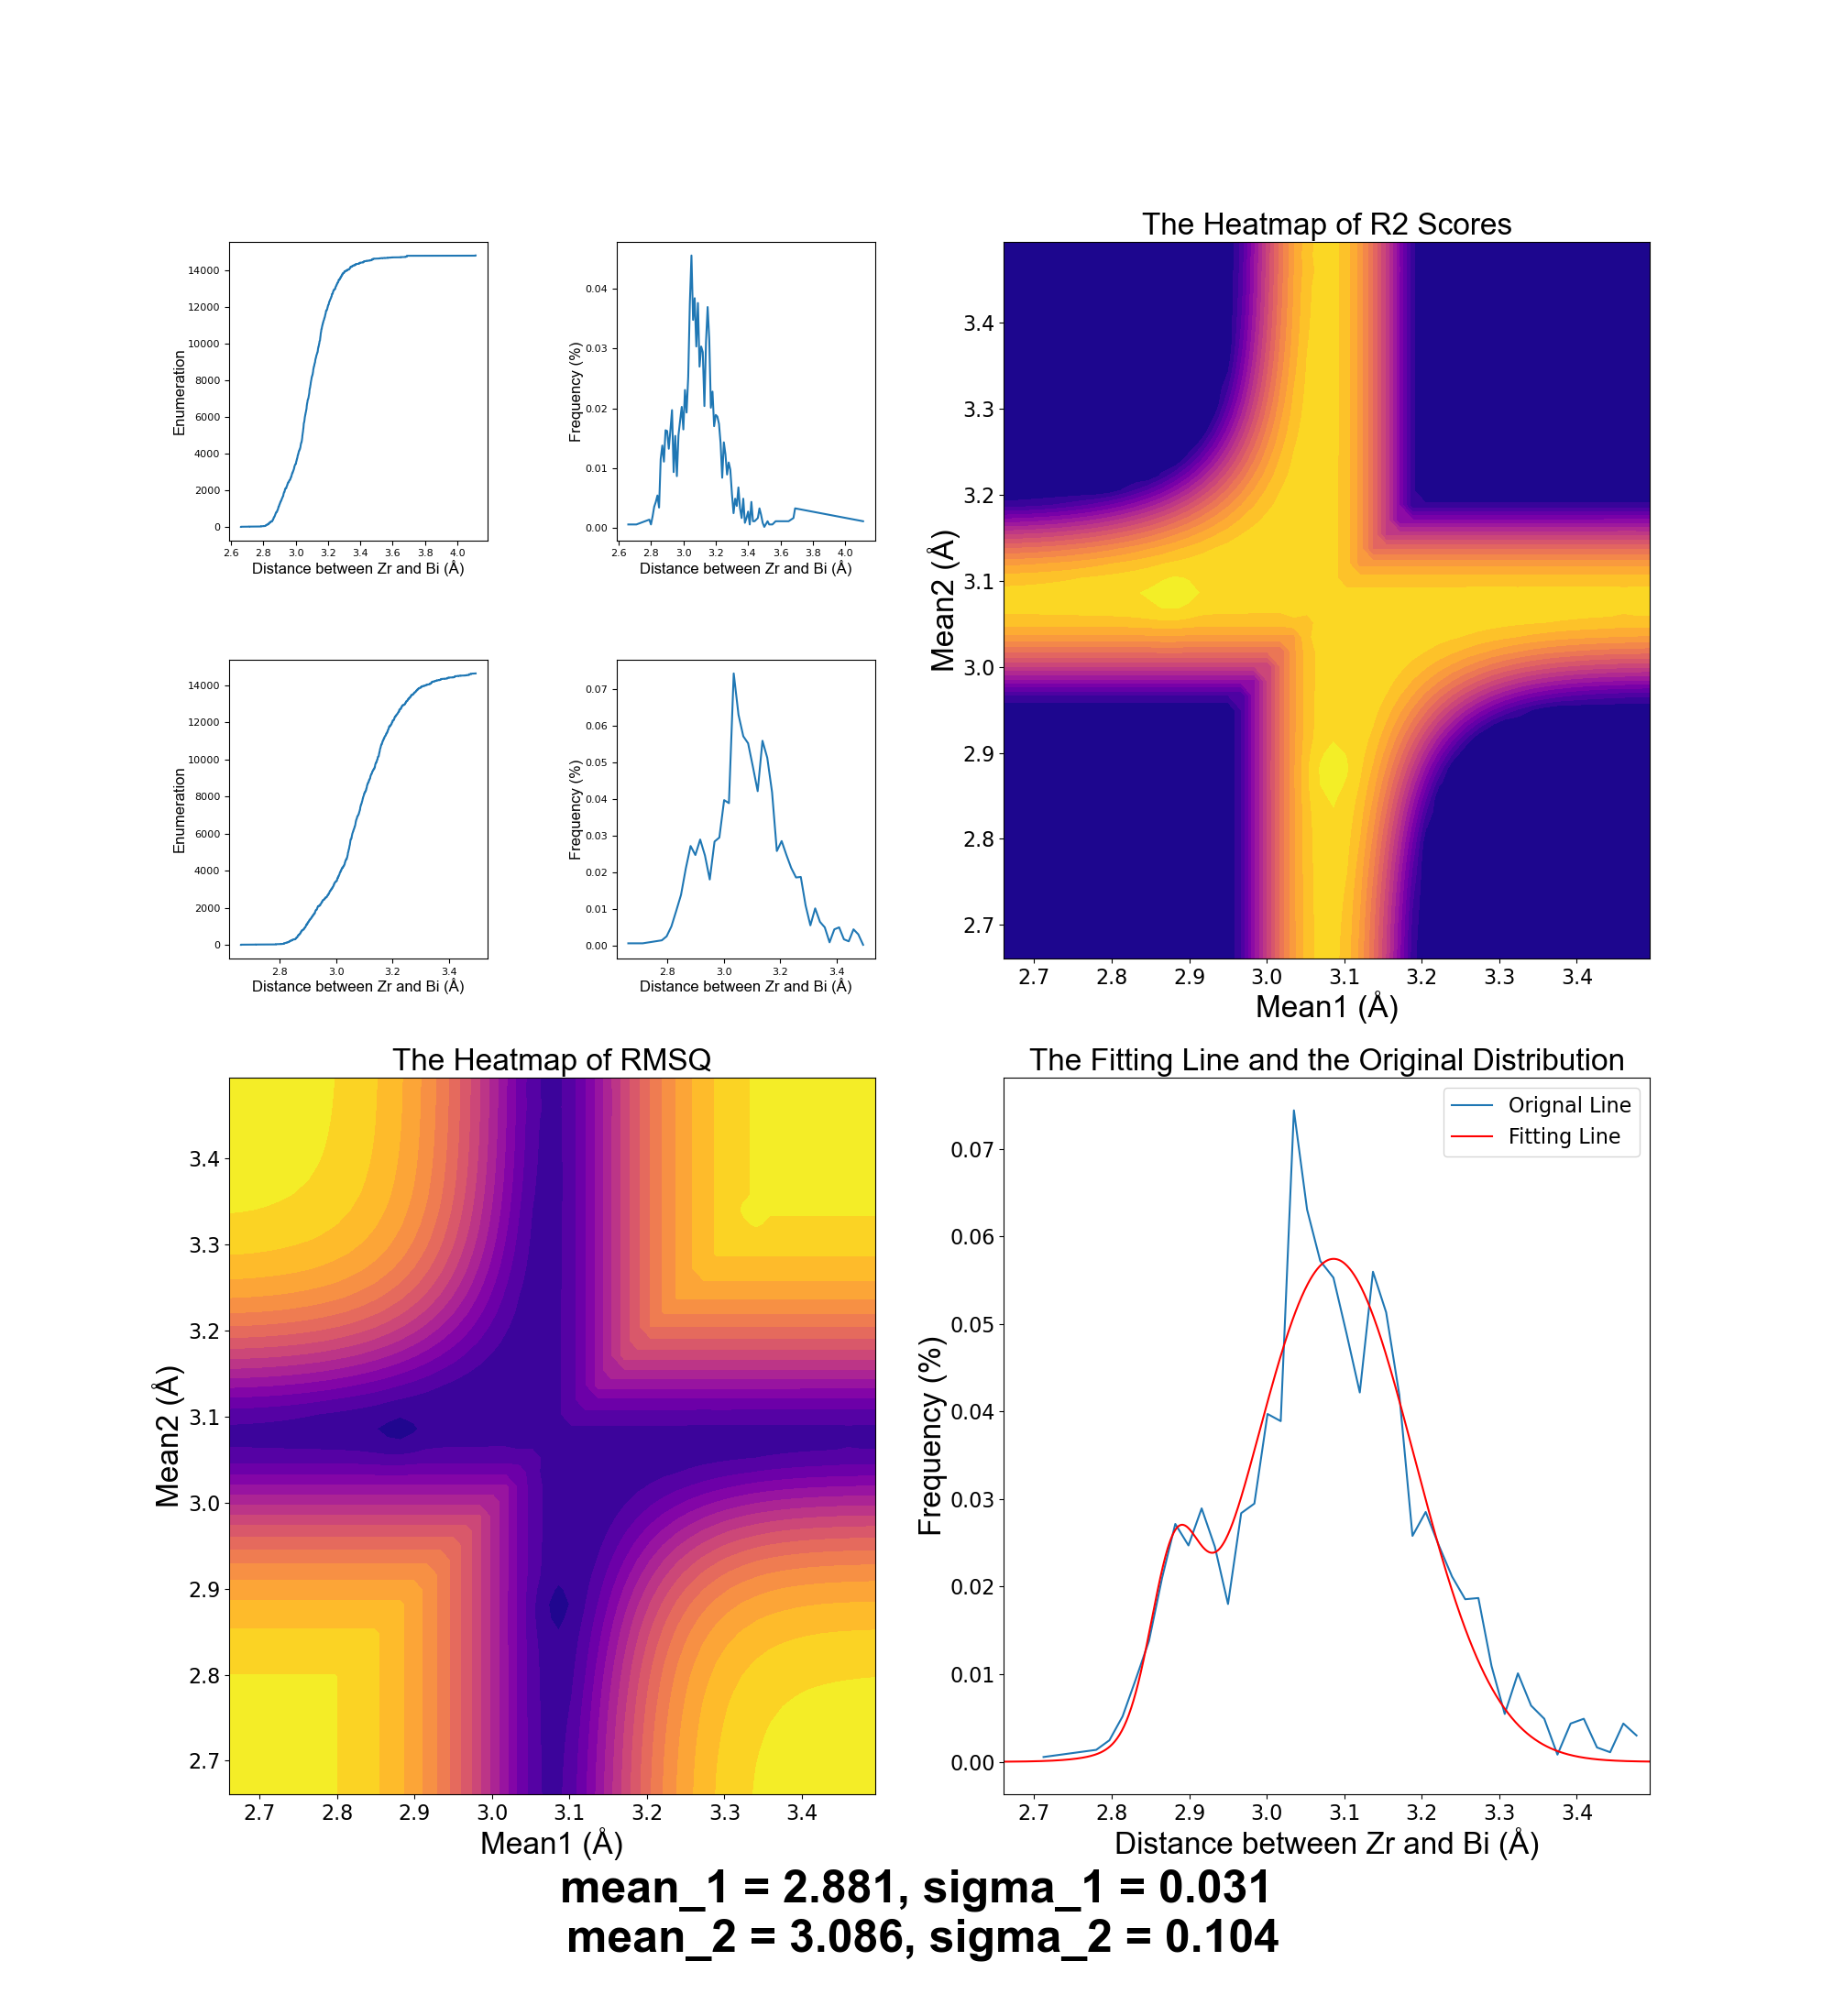 The Heatmap of R2 Scores
14000
12000
10000
8000
6000
4000
2000
0
Enumeration
2.6 2.8 3.0 3.2 3.4 3.6 3.8 4.0
Distance between Zr and Bi (Å)
0.04
0.03
0.02
0.01
0.00
Frequency (%)
2.6 2.8 3.0 3.2 3.4 3.6 3.8 4.0
Distance between Zr and Bi (Å)
14000
12000
10000
8000
6000
4000
2000
0
Enumeration
2.8 3.0 3.2 3.4
Distance between Zr and Bi (Å)
0.07
0.06
0.05
0.04
0.03
0.02
0.01
0.00
Frequency (%)
2.8 3.0 3.2 3.4
Distance between Zr and Bi (Å)
3.4
3.3
3.2
3.1
3.0
2.9
2.8
2.7
Mean2 (Å)
2.7 2.8 2.9 3.0 3.1 3.2 3.3 3.4
Mean1 (Å)
The Heatmap of RMSQ
3.4
3.3
3.2
3.1
3.0
2.9
2.8
2.7
Mean2 (Å)
2.7 2.8 2.9 3.0 3.1 3.2 3.3 3.4
Mean1 (Å)
The Fitting Line and the Original Distribution
Orignal Line
Fitting Line
0.07
0.06
0.05
0.04
0.03
0.02
0.01
0.00
Frequency (%)
2.7 2.8 2.9 3.0 3.1 3.2 3.3 3.4
Distance between Zr and Bi (Å)
mean_1 = 2.881, sigma_1 = 0.031
mean_2 = 3.086, sigma_2 = 0.104